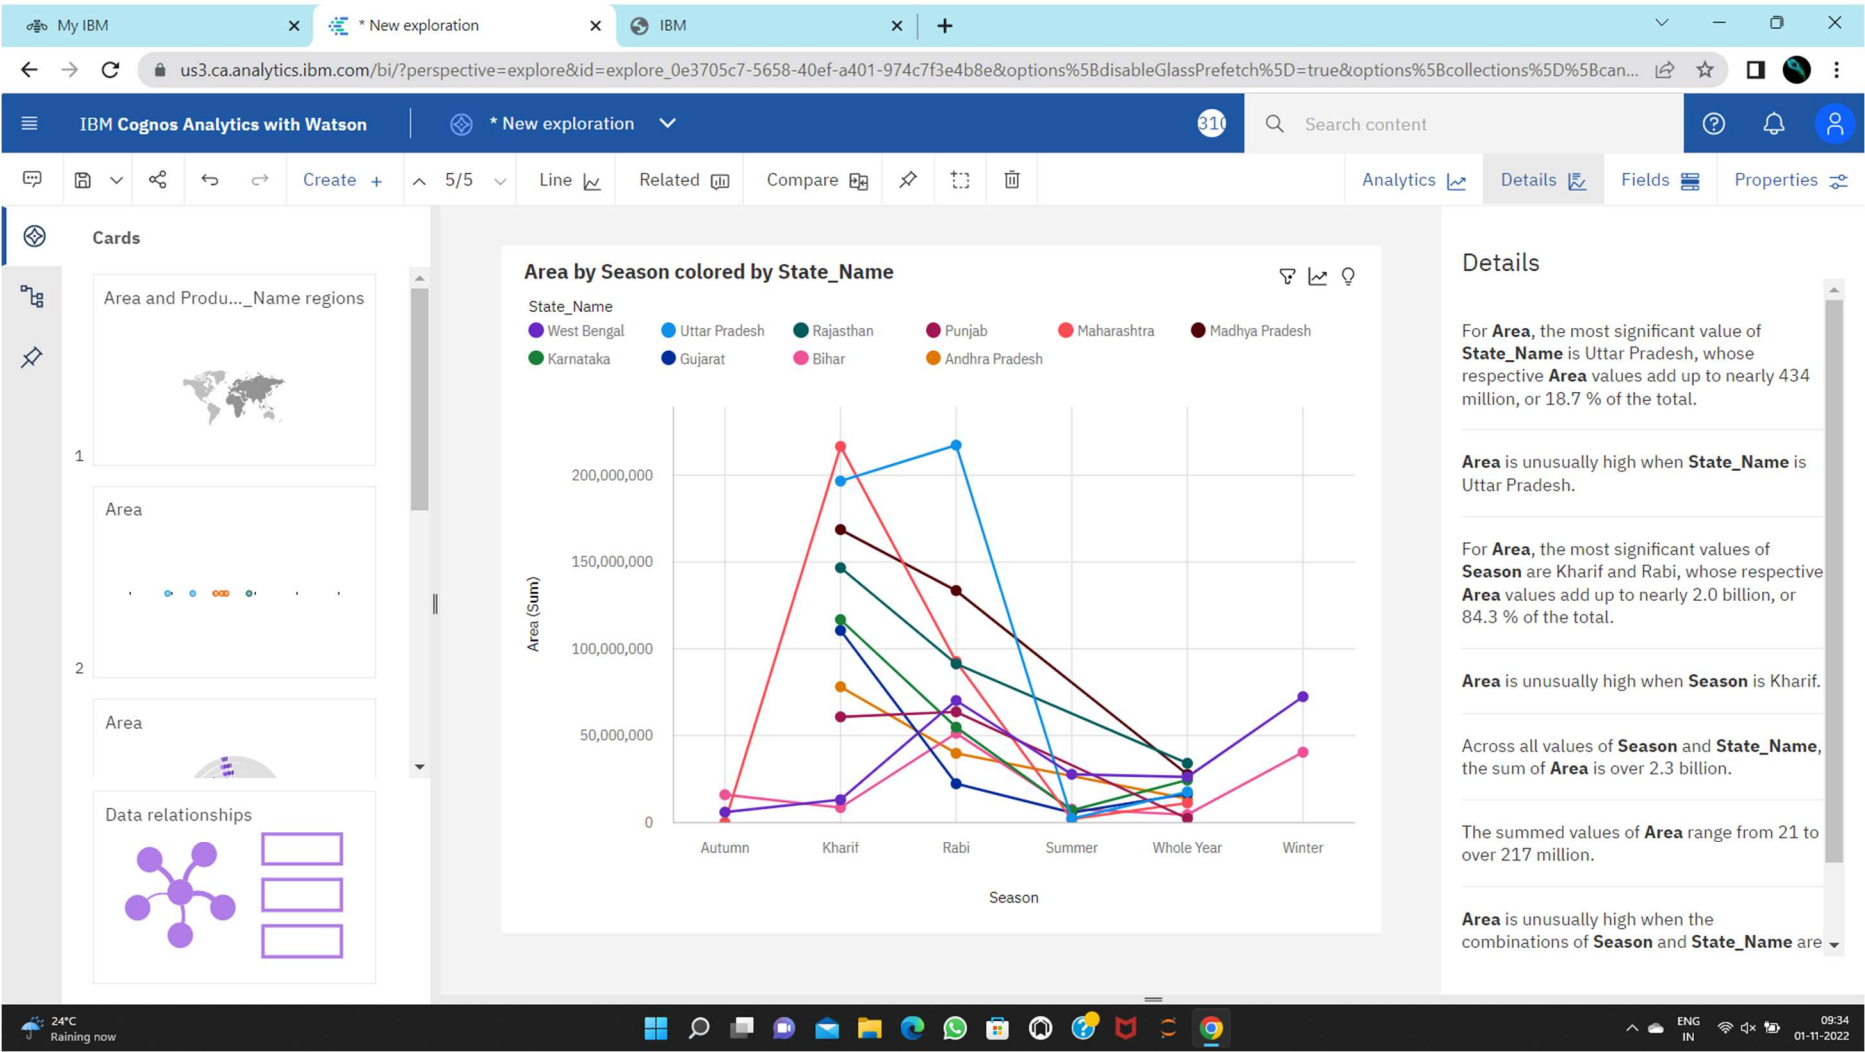 My IBM
* New exploration
IBM
us3.ca.analytics.ibm.com/bi/?perspective=explore&id=explore_0e3705c7-5658-40ef-a401-974c7f3e4b8e&options%5BdisableGlassPrefetch%5D=true&options%5Bcollections%5D%5Bcan...
IBM Cognos Analytics with Watson
* New exploration
310
Search content
Create +
5/5
Line
Related
Compare
Analytics
Details
Fields
Properties
Cards
Area and Produ..._Name regions
1
Area
2
Area
Data relationships
Area by Season colored by State_Name
State_Name
West Bengal Uttar Pradesh Rajasthan Punjab Maharashtra Madhya Pradesh
Karnataka Gujarat Bihar Andhra Pradesh
Area (Sum)
200,000,000
150,000,000
100,000,000
50,000,000
0
Autumn Kharif Rabi Summer Whole Year Winter
Season
Details
For Area, the most significant value of
State_Name is Uttar Pradesh, whose
respective Area values add up to nearly 434
million, or 18.7 % of the total.
Area is unusually high when State_Name is
Uttar Pradesh.
For Area, the most significant values of
Season are Kharif and Rabi, whose respective
Area values add up to nearly 2.0 billion, or
84.3 % of the total.
Area is unusually high when Season is Kharif.
Across all values of Season and State_Name,
the sum of Area is over 2.3 billion.
The summed values of Area range from 21 to
over 217 million.
Area is unusually high when the
combinations of Season and State_Name are
24°C
Raining now
ENG
IN
09:34
01-11-2022